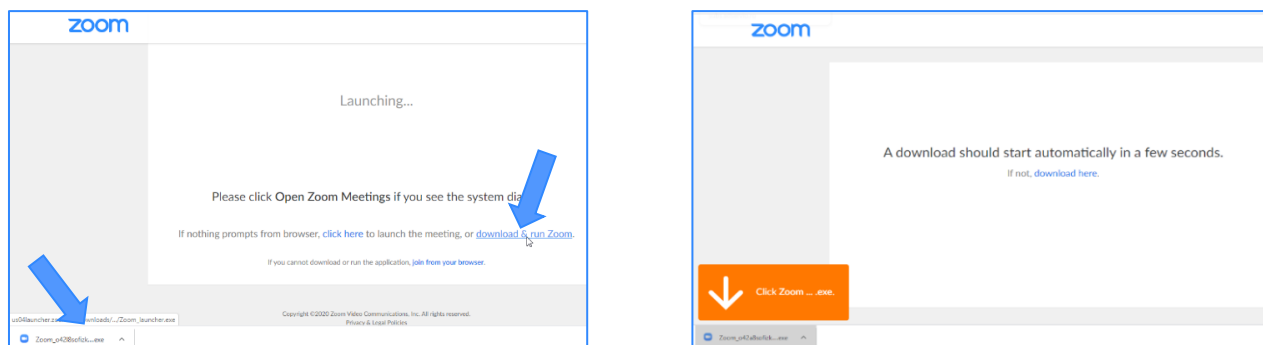 zoom
Launching...
Please click Open Zoom Meetings if you see the system dia
If nothing prompts from browser, click here to launch the meeting, or download & run Zoom.
If you cannot download or run the application, join from your browser.
Copyright ©2020 Zoom Video Communications, Inc. All rights reserved.
Privacy & Legal Policies
us04launcher.z wnloads/.../Zoom_launcher.exe
zoom
A download should start automatically in a few seconds.
If not, download here.
Click Zoom ... .exe.